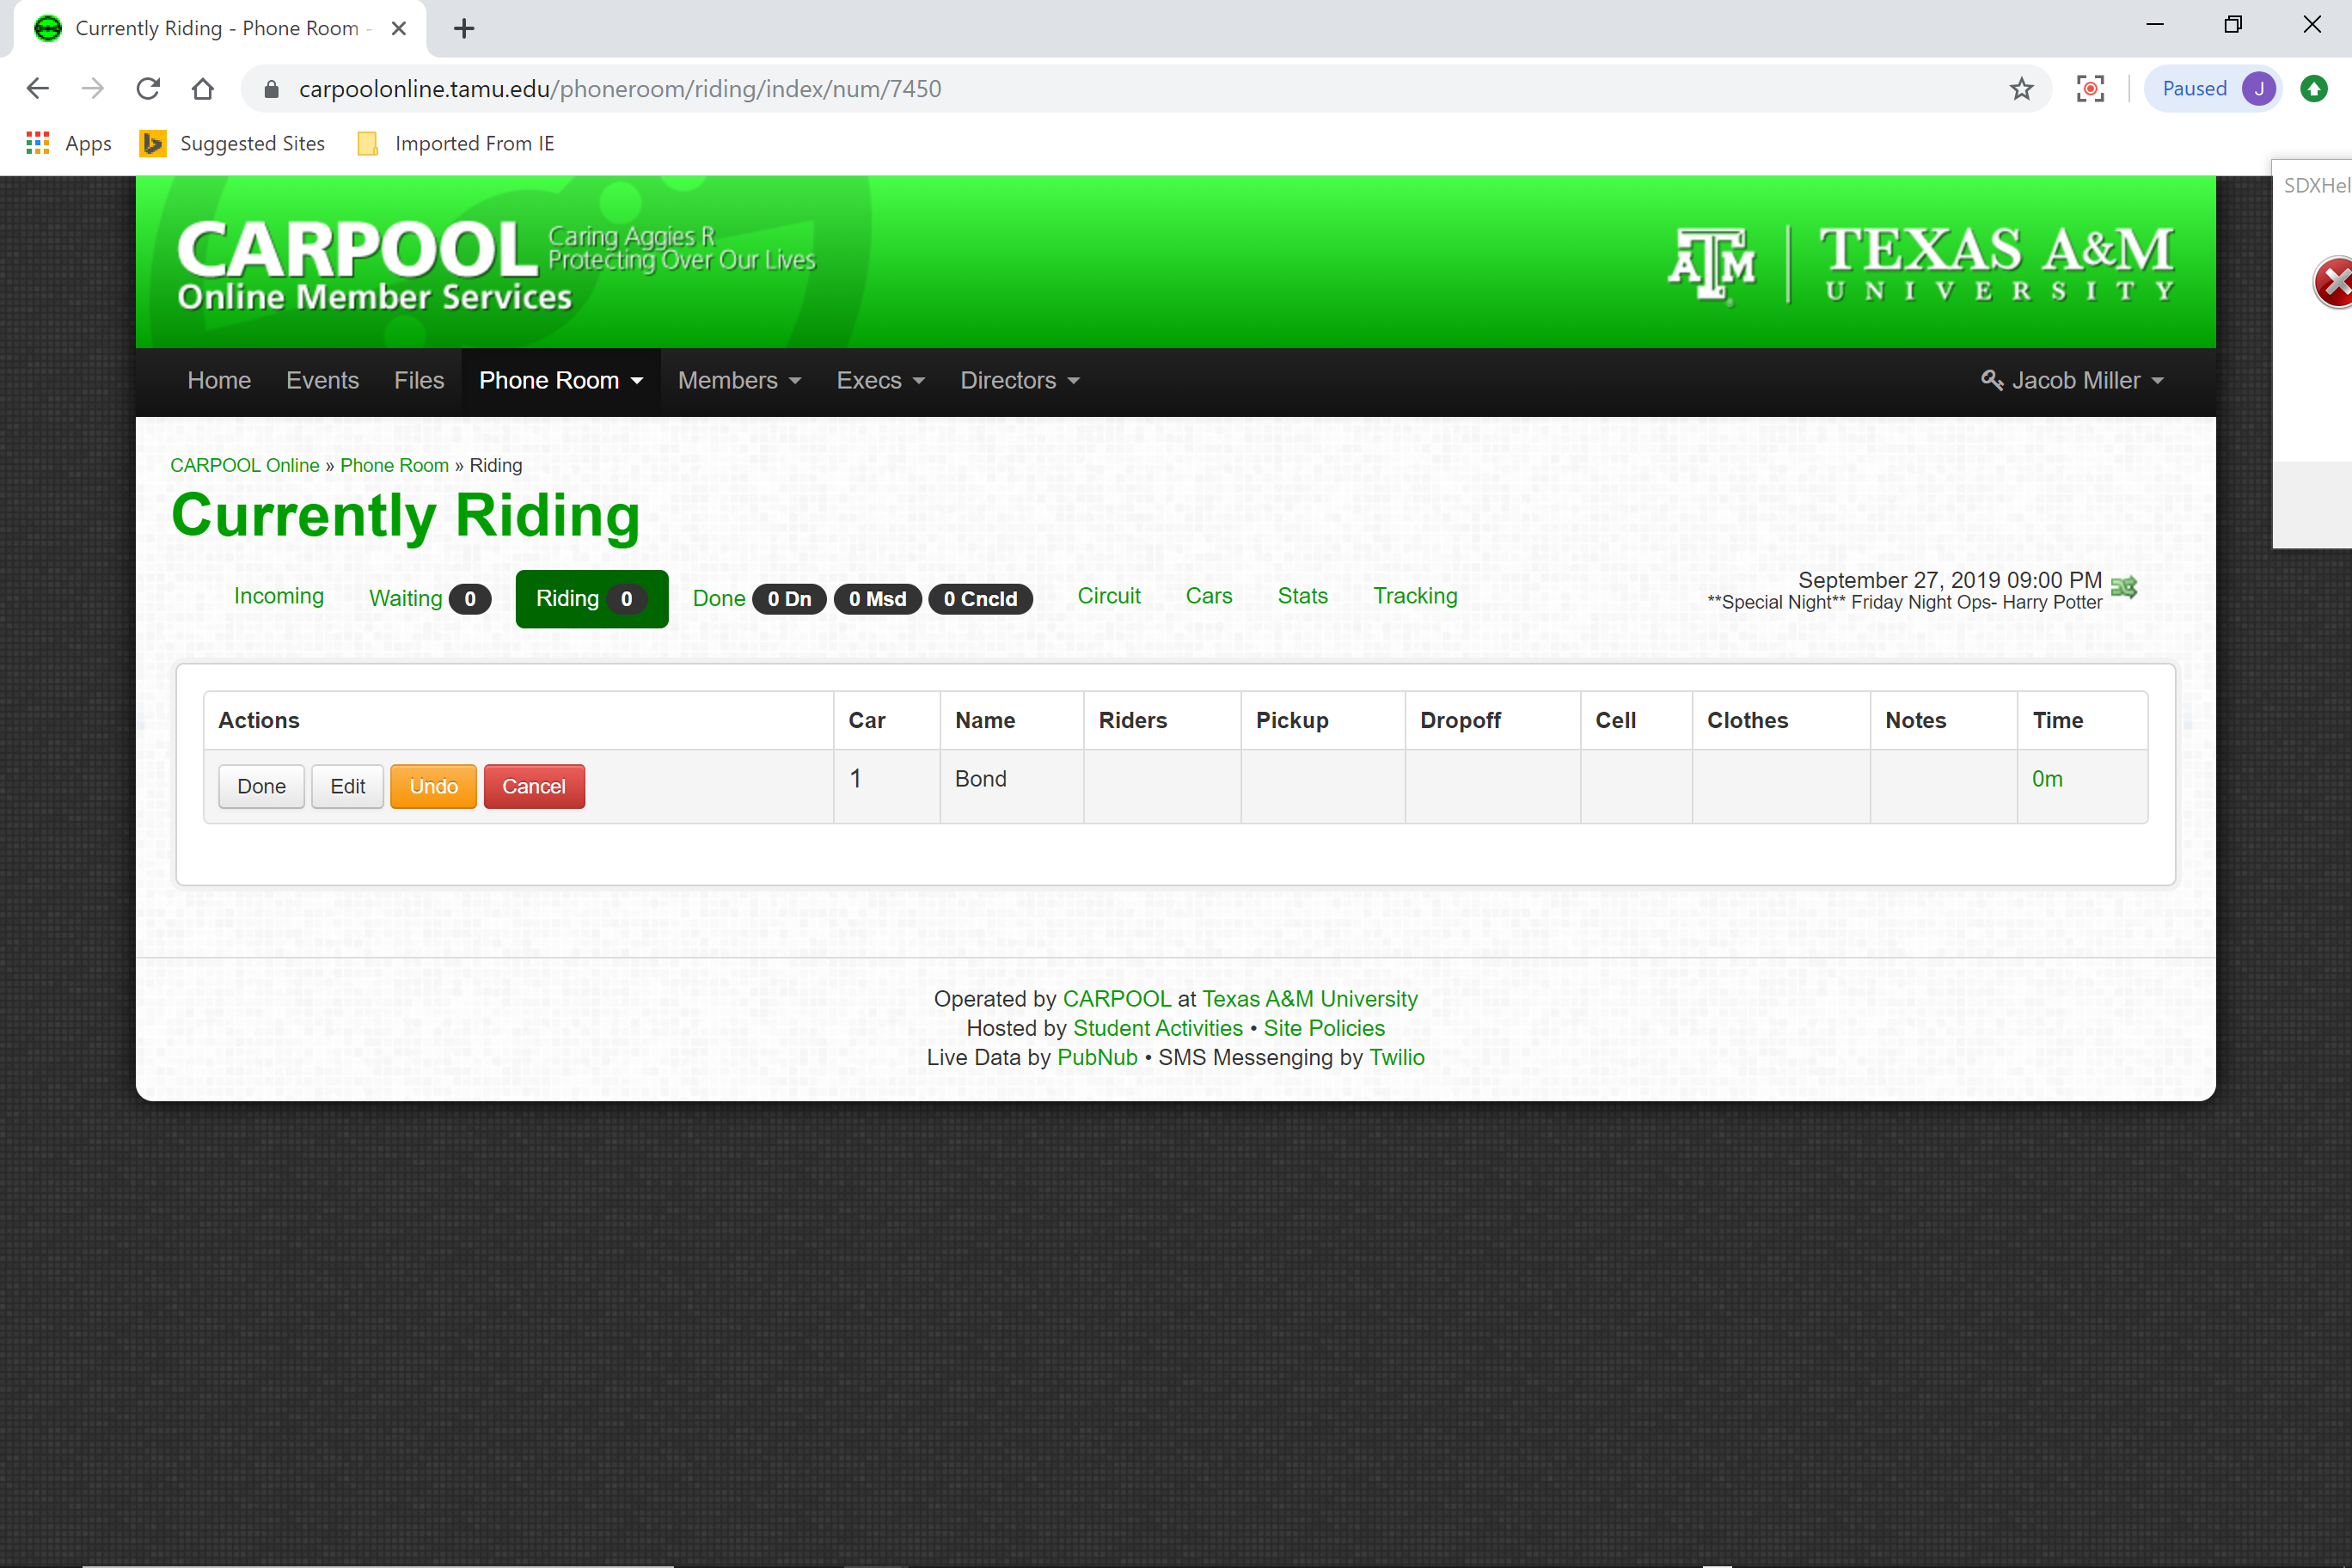 Currently Riding - Phone Room -
carpoolonline.tamu.edu/phoneroom/riding/index/num/7450
Paused J
Apps Suggested Sites Imported From IE
SDXHel
CARPOOL Caring Aggies R
Protecting Over Our Lives
Online Member Services
ATM TEXAS A&M
UNIVERSITY
Home Events Files Phone Room Members Execs Directors Jacob Miller
CARPOOL Online » Phone Room » Riding
Currently Riding
Incoming Waiting 0 Riding 0 Done 0 Dn 0 Msd 0 Cncld Circuit Cars Stats Tracking
September 27, 2019 09:00 PM
**Special Night** Friday Night Ops- Harry Potter
Actions Car Name Riders Pickup Dropoff Cell Clothes Notes Time
Done Edit Undo Cancel 1 Bond 0m
Operated by CARPOOL at Texas A&M University
Hosted by Student Activities • Site Policies
Live Data by PubNub • SMS Messenging by Twilio